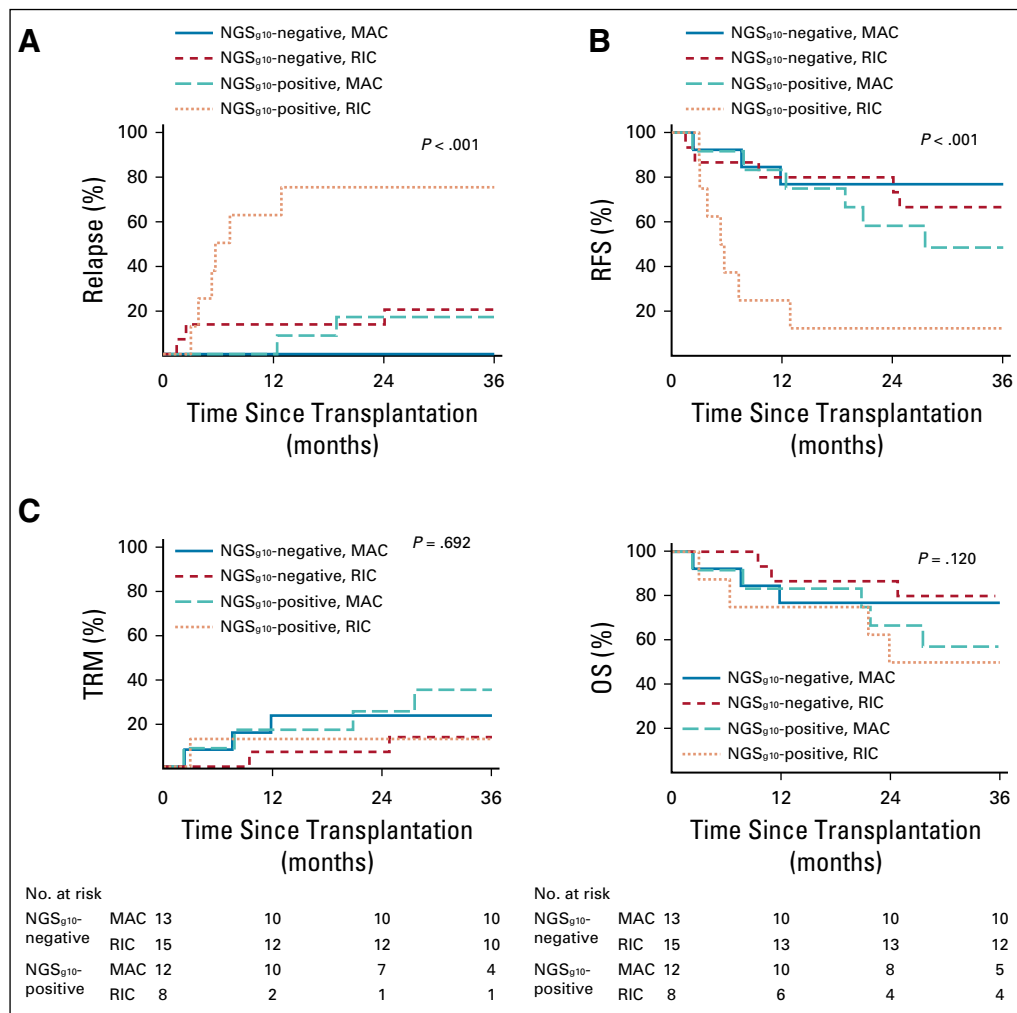 A
NGSg10-negative, MAC
NGSg10-negative, RIC
NGSg10-positive, MAC
NGSg10-positive, RIC
P < .001
Relapse (%)
100
80
60
40
20
0 12 24 36
Time Since Transplantation
(months)
B
NGSg10-negative, MAC
NGSg10-negative, RIC
NGSg10-positive, MAC
NGSg10-positive, RIC
P < .001
RFS (%)
100
80
60
40
20
0 12 24 36
Time Since Transplantation
(months)
C
NGSg10-negative, MAC
NGSg10-negative, RIC
NGSg10-positive, MAC
NGSg10-positive, RIC
P = .692
TRM (%)
100
80
60
40
20
0 12 24 36
Time Since Transplantation
(months)
P = .120
OS (%)
100
80
60
40
20
NGSg10-negative, MAC
NGSg10-negative, RIC
NGSg10-positive, MAC
NGSg10-positive, RIC
0 12 24 36
Time Since Transplantation
(months)
No. at risk
NGSg10- MAC 13 10 10 10
negative RIC 15 12 12 10
NGSg10- MAC 12 10 7 4
positive RIC 8 2 1 1
No. at risk
NGSg10- MAC 13 10 10 10
negative RIC 15 13 13 12
NGSg10- MAC 12 10 8 5
positive RIC 8 6 4 4